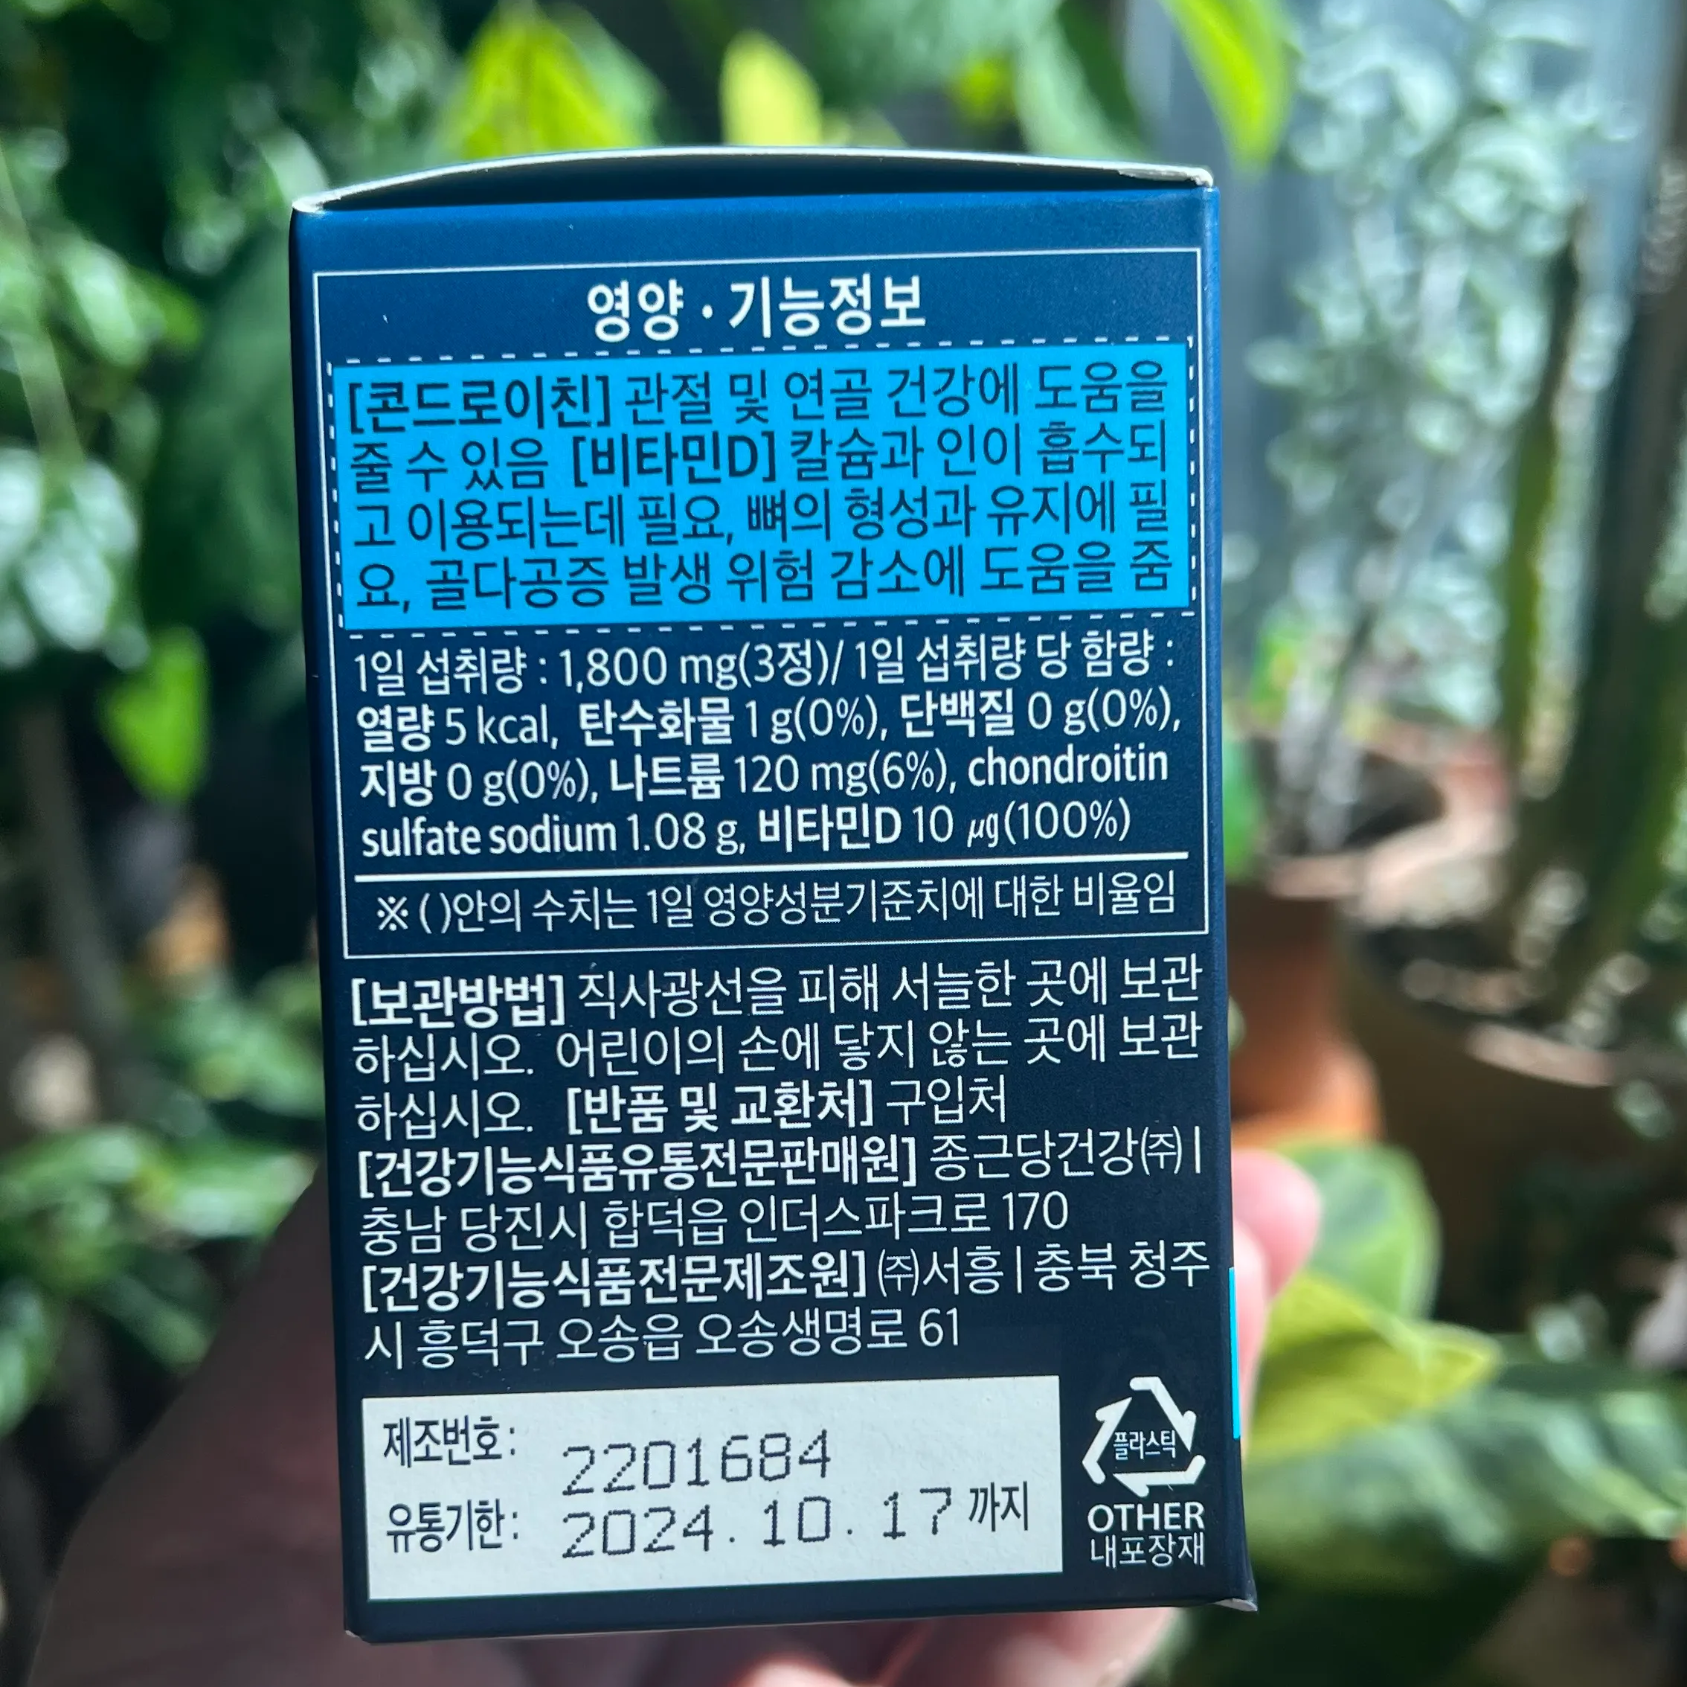 영양·기능정보
[콘드로이친] 관절 및 연골 건강에 도움을
줄 수 있음 [비타민D] 칼슘과 인이 흡수되
고 이용되는데 필요, 뼈의 형성과 유지에 필
요, 골다공증 발생 위험 감소에 도움을 줌
1일 섭취량 : 1,800 mg(3정)/ 1일 섭취량 당 함량 :
열량 5 kcal, 탄수화물 1 g(0%), 단백질 0 g(0%),
지방 0 g(0%), 나트륨 120 mg(6%), chondroitin
sulfate sodium 1.08 g, 비타민D 10 ㎍(100%)
※ ( )안의 수치는 1일 영양성분기준치에 대한 비율임
[보관방법] 직사광선을 피해 서늘한 곳에 보관
하십시오. 어린이의 손에 닿지 않는 곳에 보관
하십시오. [반품 및 교환처] 구입처
[건강기능식품유통전문판매원] 종근당건강㈜ |
충남 당진시 합덕읍 인더스파크로 170
[건강기능식품전문제조원] ㈜서흥 | 충북 청주
시 흥덕구 오송읍 오송생명로 61
제조번호: 2201684
유통기한: 2024. 10. 17 까지
플라스틱
OTHER
내포장재